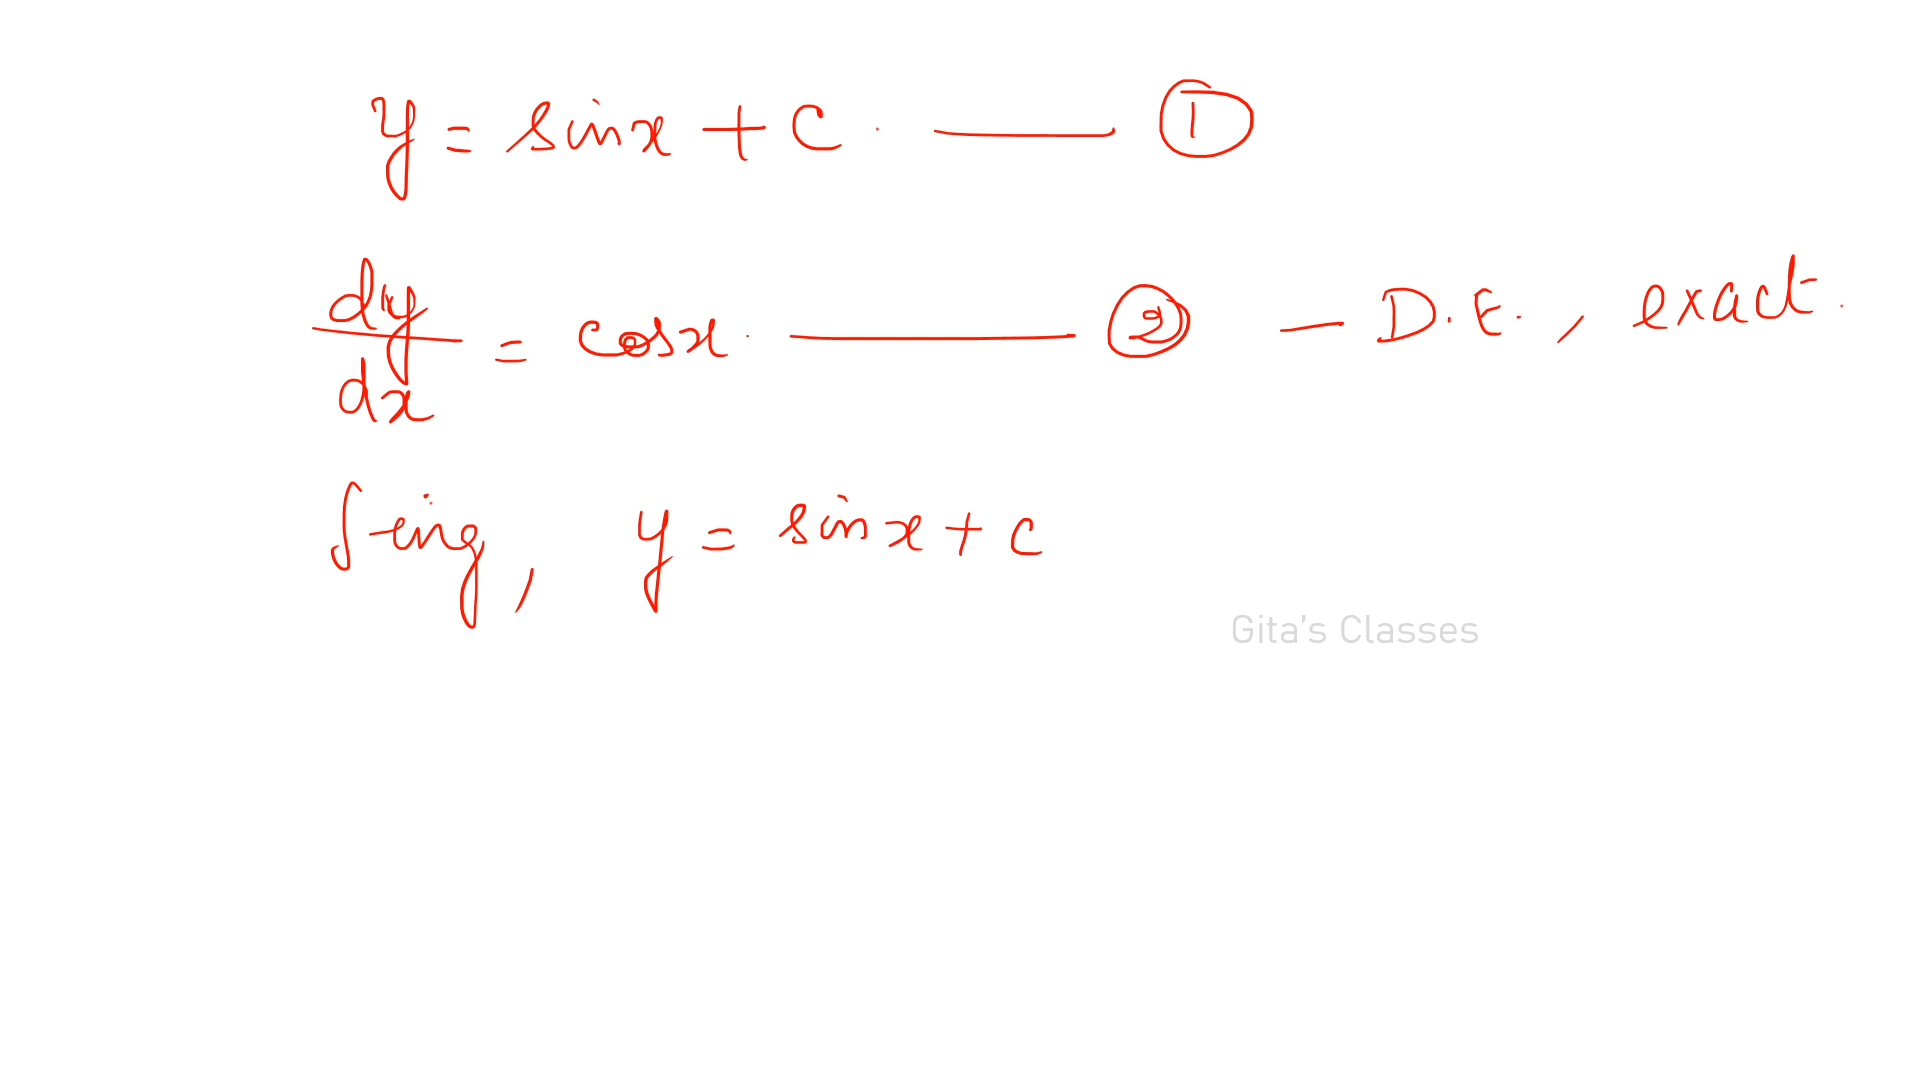 y = sinx + c. —— ①
dy/dx = cosx. —— ② — D.E., exact.
∫-ing, y = sinx + c
Gita's Classes